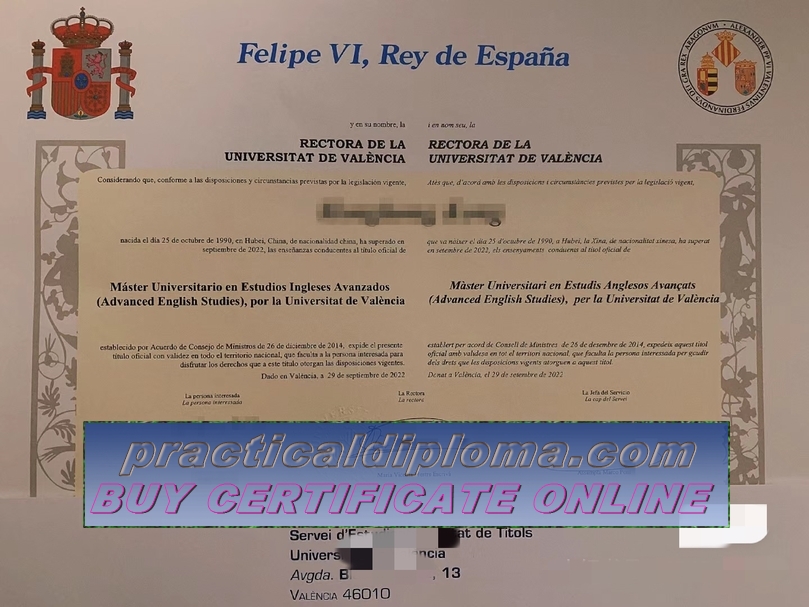 Felipe VI, Rey de España
y en su nombre, la
RECTORA DE LA
UNIVERSITAT DE VALÈNCIA
Considerando que, conforme a las disposiciones y circunstancias previstas por la legislación vigente,
nacida el día 25 de octubre de 1990, en Hubei, China, de nacionalidad china, ha superado en
septiembre de 2022, las enseñanzas conducentes al título oficial de
Máster Universitario en Estudios Ingleses Avanzados
(Advanced English Studies), por la Universitat de València
establecido por Acuerdo de Consejo de Ministros de 26 de diciembre de 2014, expide el presente
título oficial con validez en todo el territorio nacional, que faculta a la persona interesada para
disfrutar los derechos que a este título otorgan las disposiciones vigentes.
Dado en València, a 29 de septiembre de 2022
i en nom seu, la
RECTORA DE LA
UNIVERSITAT DE VALÈNCIA
Atès que, d'acord amb les disposicions i circumstàncies previstes per la legislació vigent,
que va naixer el dia 25 d'octubre de 1990, a Hubei, la Xina, de nacionalitat xinesa, ha superat
en setembre de 2022, els ensenyaments conduents al títol oficial de
Màster Universitari en Estudis Anglesos Avançats
(Advanced English Studies), per la Universitat de València
establert per acord de Consell de Ministres de 26 de desembre de 2014, expedeix aquest títol
oficial amb validesa en tot el territori nacional, que faculta la persona interessada per gaudir
dels drets que les disposicions vigents otorguen a aquest títol.
Donat a València, el 29 de setembre de 2022
La persona interesada
La persona interessada
La Rectora
La rectora
La Jefa del Servicio
La cap del Servei
practicaldiploma.com
BUY CERTIFICATE ONLINE
Servei d'
at de Títols
Univers
ncia
Avgda. B
, 13
VALÈNCIA 46010